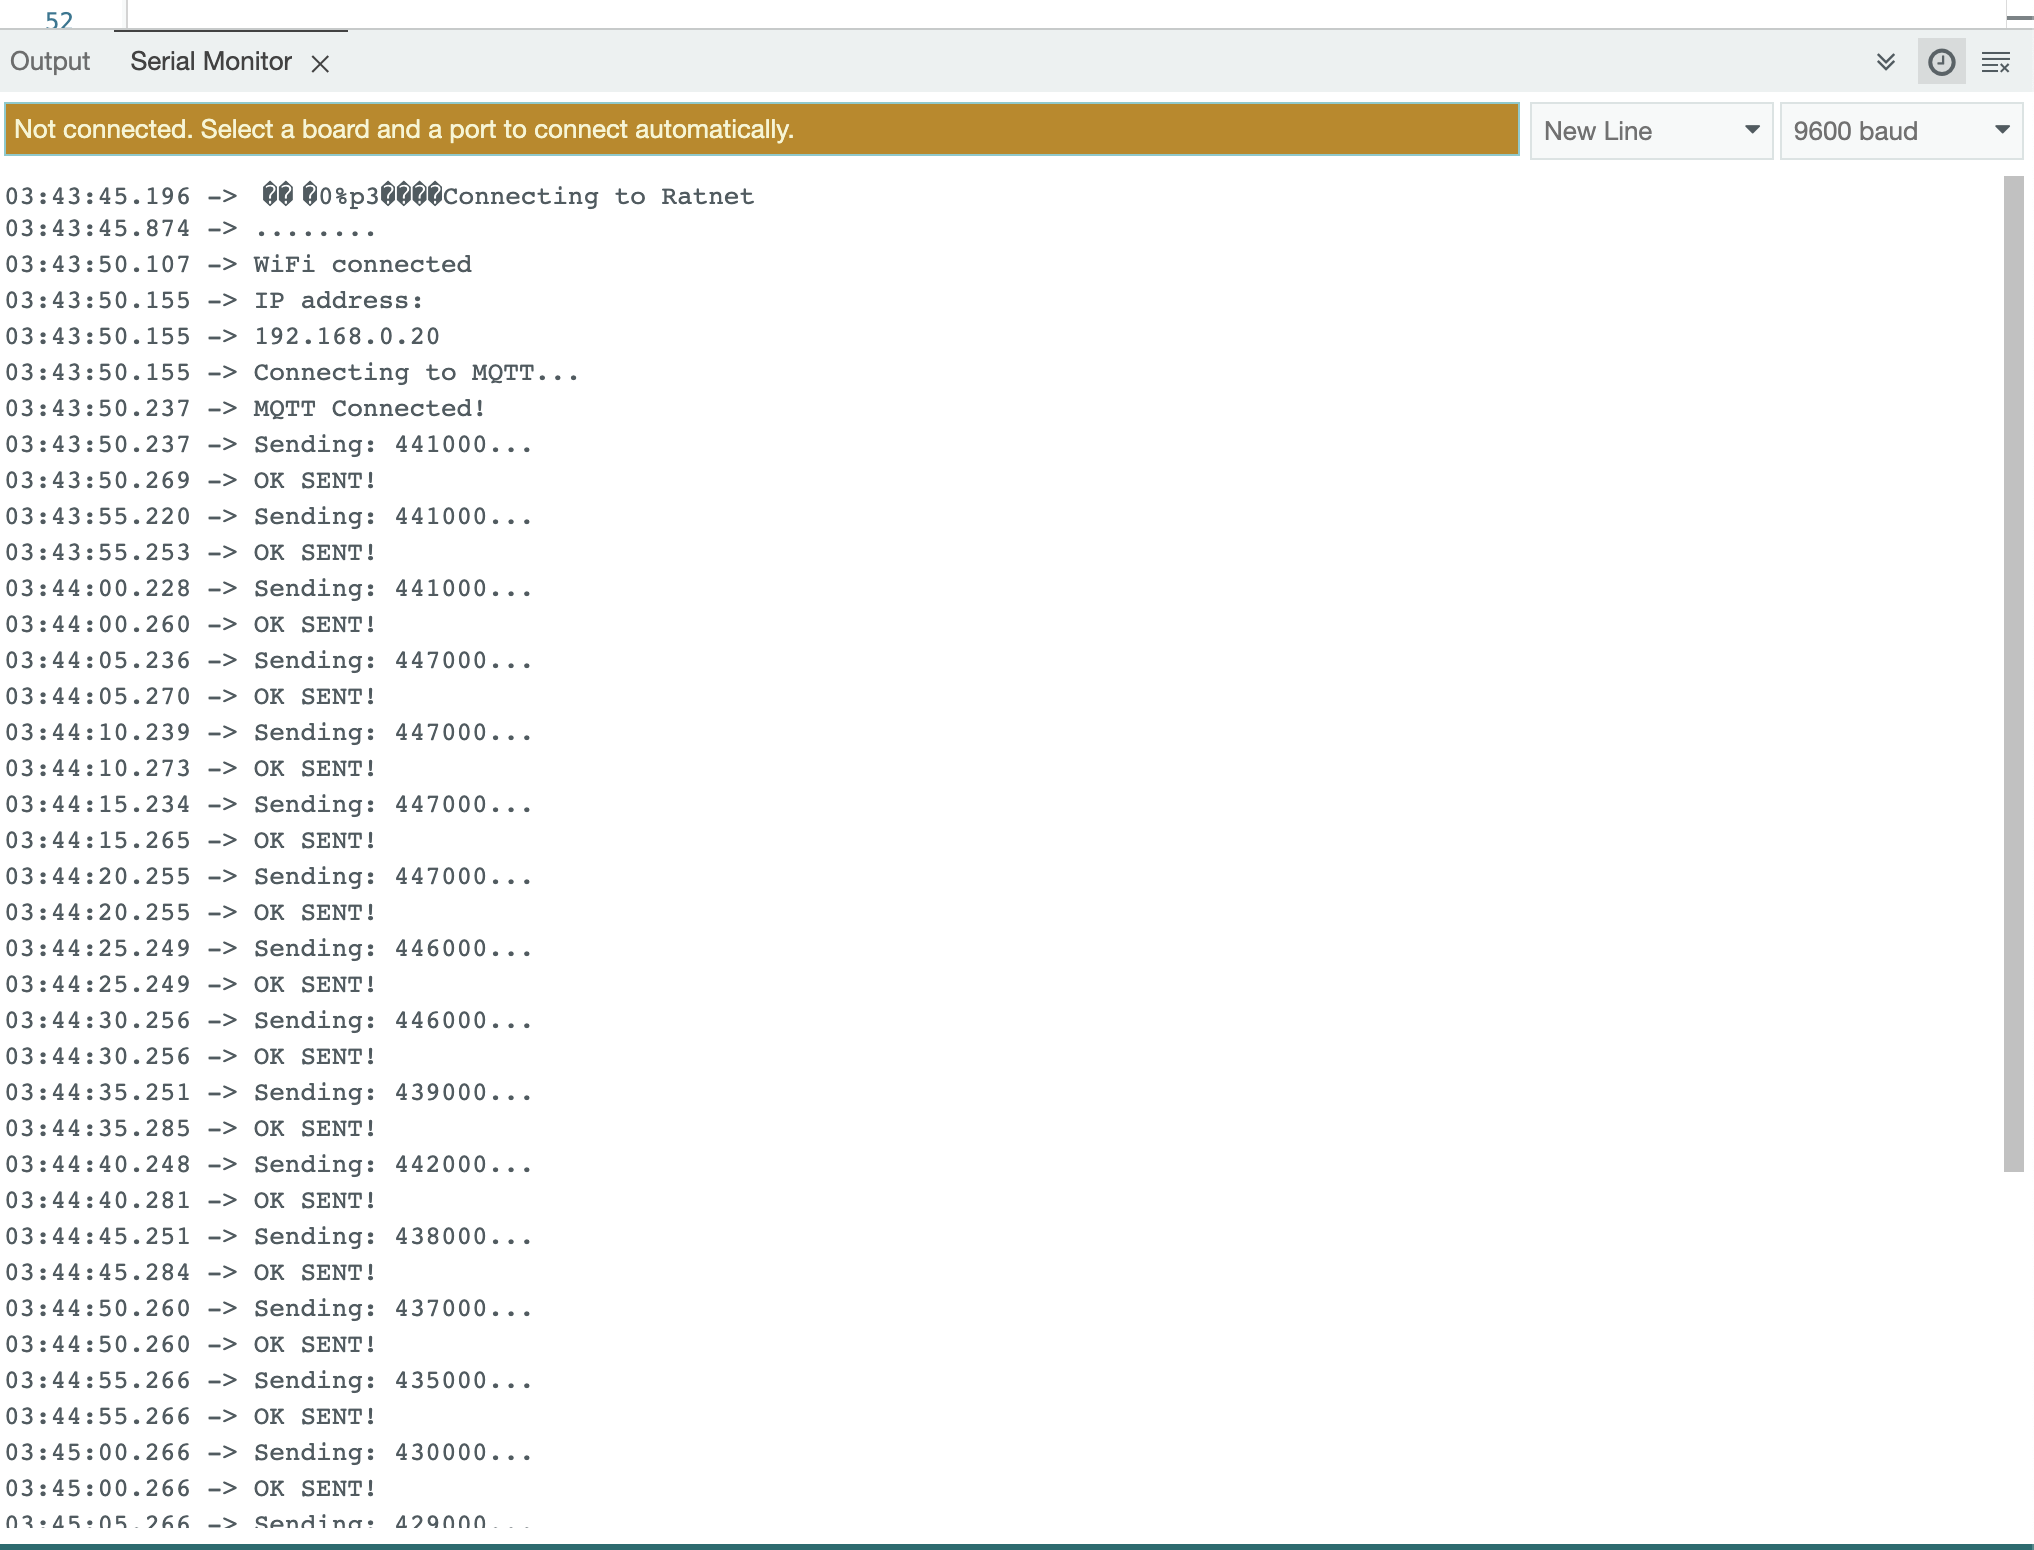 52
Output Serial Monitor
Not connected. Select a board and a port to connect automatically. New Line 9600 baud
03:43:45.196 -> �� �0%p3����Connecting to Ratnet
03:43:45.874 -> ........
03:43:50.107 -> WiFi connected
03:43:50.155 -> IP address:
03:43:50.155 -> 192.168.0.20
03:43:50.155 -> Connecting to MQTT...
03:43:50.237 -> MQTT Connected!
03:43:50.237 -> Sending: 441000...
03:43:50.269 -> OK SENT!
03:43:55.220 -> Sending: 441000...
03:43:55.253 -> OK SENT!
03:44:00.228 -> Sending: 441000...
03:44:00.260 -> OK SENT!
03:44:05.236 -> Sending: 447000...
03:44:05.270 -> OK SENT!
03:44:10.239 -> Sending: 447000...
03:44:10.273 -> OK SENT!
03:44:15.234 -> Sending: 447000...
03:44:15.265 -> OK SENT!
03:44:20.255 -> Sending: 447000...
03:44:20.255 -> OK SENT!
03:44:25.249 -> Sending: 446000...
03:44:25.249 -> OK SENT!
03:44:30.256 -> Sending: 446000...
03:44:30.256 -> OK SENT!
03:44:35.251 -> Sending: 439000...
03:44:35.285 -> OK SENT!
03:44:40.248 -> Sending: 442000...
03:44:40.281 -> OK SENT!
03:44:45.251 -> Sending: 438000...
03:44:45.284 -> OK SENT!
03:44:50.260 -> Sending: 437000...
03:44:50.260 -> OK SENT!
03:44:55.266 -> Sending: 435000...
03:44:55.266 -> OK SENT!
03:45:00.266 -> Sending: 430000...
03:45:00.266 -> OK SENT!
03:45:05.266 -> Sending: 429000...